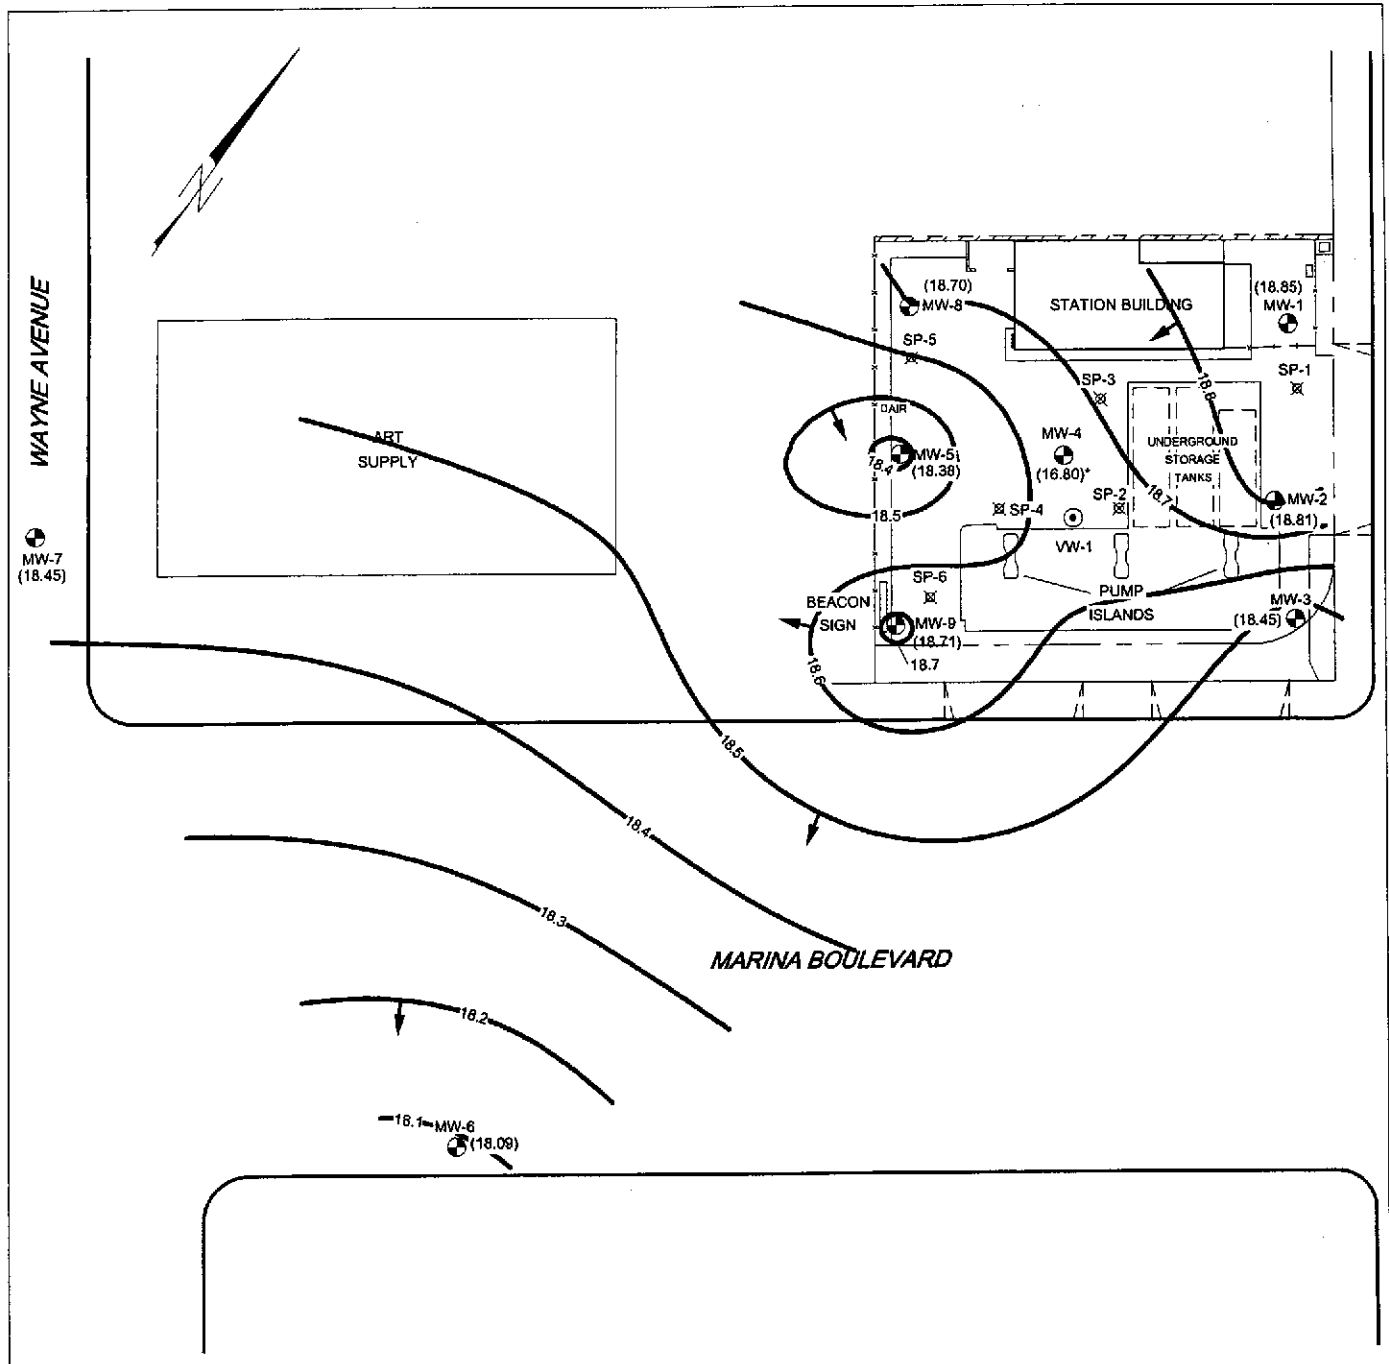 WAYNE AVENUE
(18.70)
MW-8
STATION BUILDING
(18.85)
MW-1
SP-5
SP-3
18.8
SP-1
AIR
ART
SUPPLY
18.4
MW-5
(18.38)
MW-4
(16.80)*
UNDERGROUND
STORAGE
TANKS
18.5
SP-4
SP-2
18.7
MW-2
(18.81)
MW-7
(18.45)
VW-1
SP-6
BEACON
SIGN
PUMP
ISLANDS
MW-3
(18.45)
MW-9
(18.71)
18.7
18.6
18.5
18.4
18.3
MARINA BOULEVARD
18.2
18.1
MW-6
(18.09)